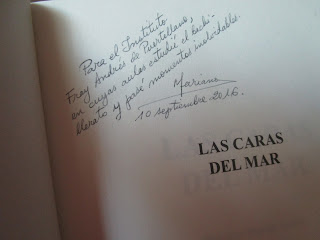 Para el Instituto
Fray Andrés de Puertollano,
en cuyas aulas estudié el bachi-
llerato y pasé momentos inolvidables.
Mariano
10 septiembre 2016.
LAS CARAS
DEL MAR